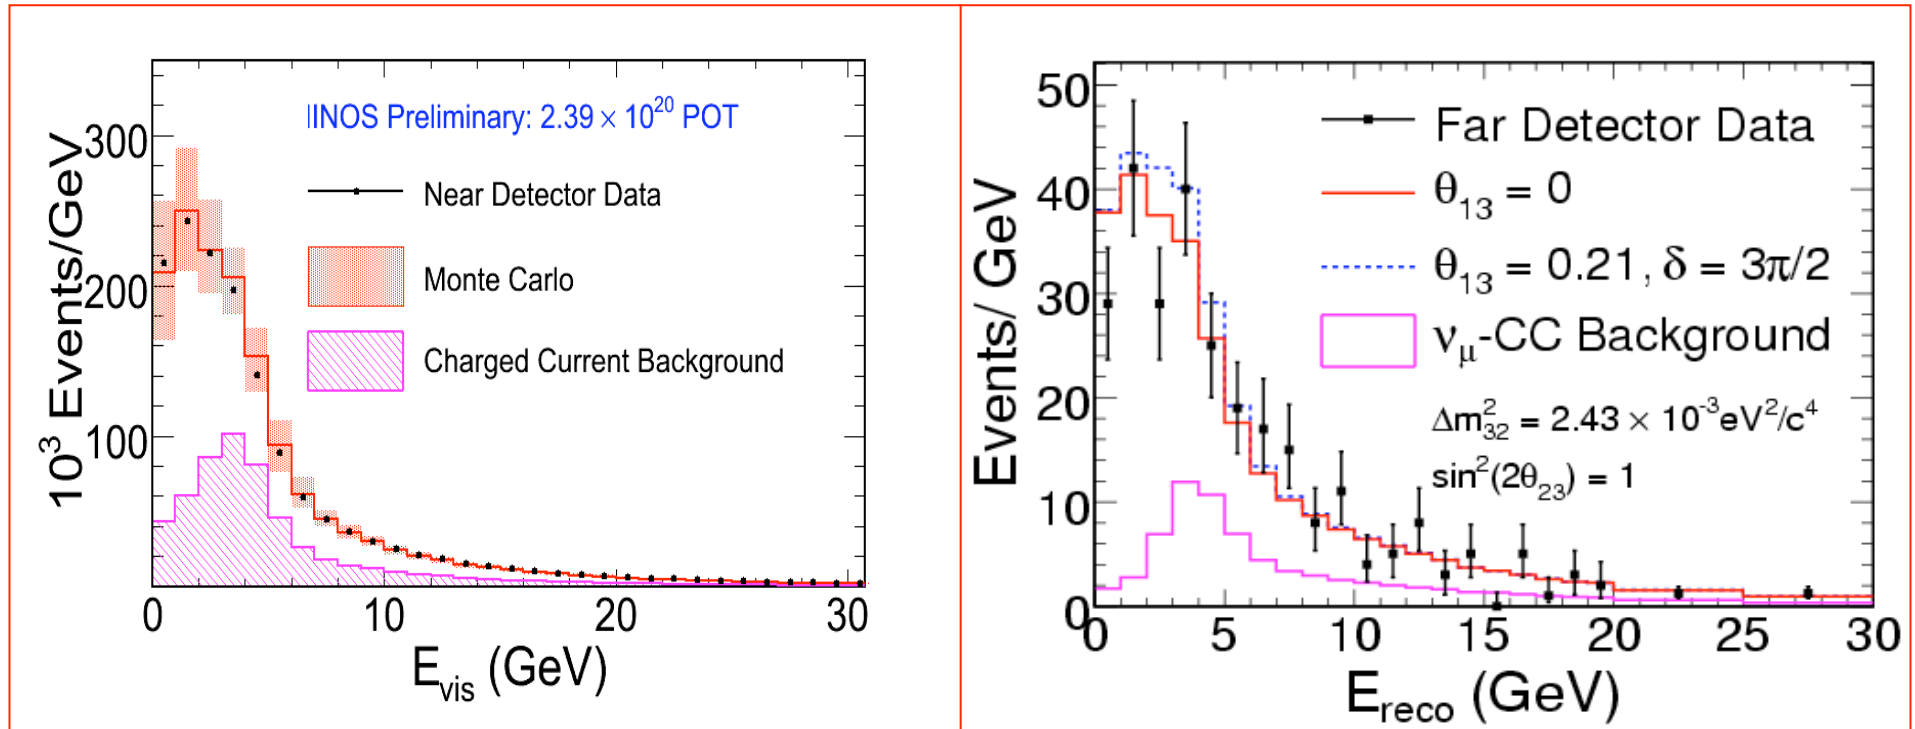 IINOS Preliminary: 2.39 × 10²⁰ POT
Near Detector Data
Monte Carlo
Charged Current Background
10³ Events/GeV
300
200
100
0 10 20 30
E_vis (GeV)
Far Detector Data
θ₁₃ = 0
θ₁₃ = 0.21, δ = 3π/2
ν_μ-CC Background
Δm²₃₂ = 2.43 × 10⁻³eV²/c⁴
sin²(2θ₂₃) = 1
Events/ GeV
50
40
30
20
10
0
0 5 10 15 20 25 30
E_reco (GeV)